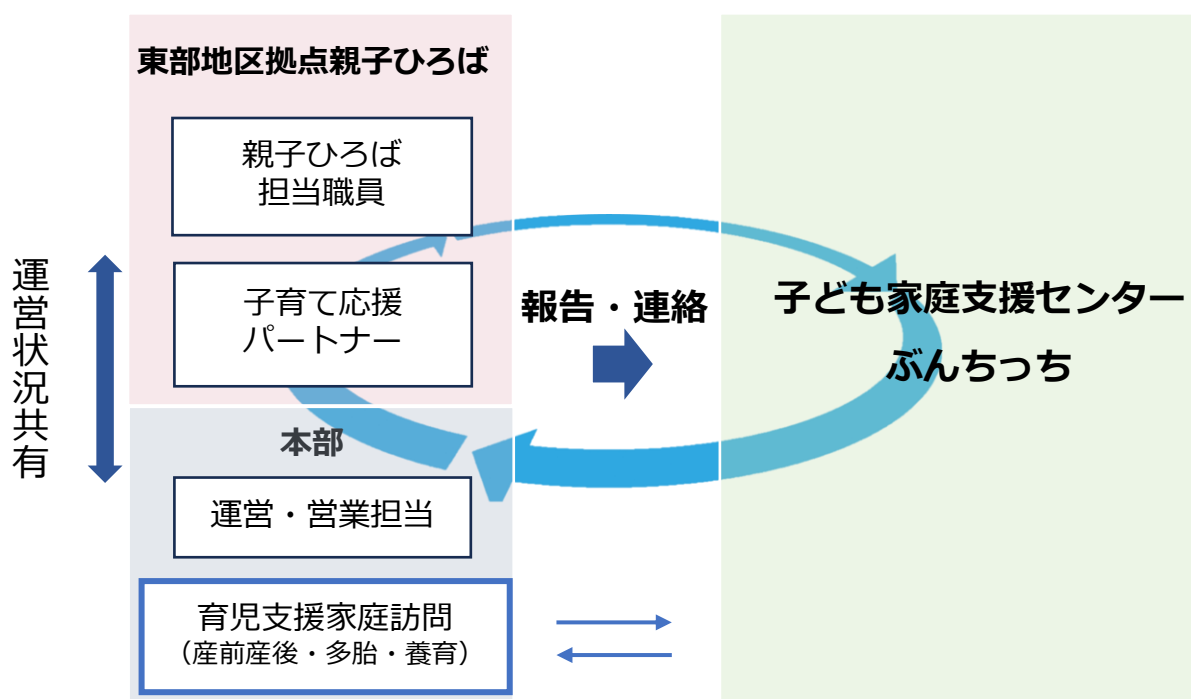 東部地区拠点親子ひろば
親子ひろば
担当職員
子育て応援
パートナー
運営状況共有
報告・連絡
子ども家庭支援センター
ぶんちっち
本部
運営・営業担当
育児支援家庭訪問
（産前産後・多胎・養育）